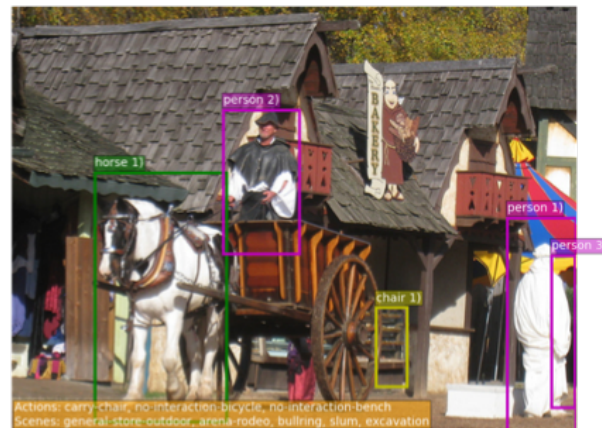 person 2)
BAKERY
horse 1)
person 1)
person 3
chair 1)
Actions: carry-chair, no-interaction-bicycle, no-interaction-bench
Scenes: general-store-outdoor, arena-rodeo, bullring, slum, excavation